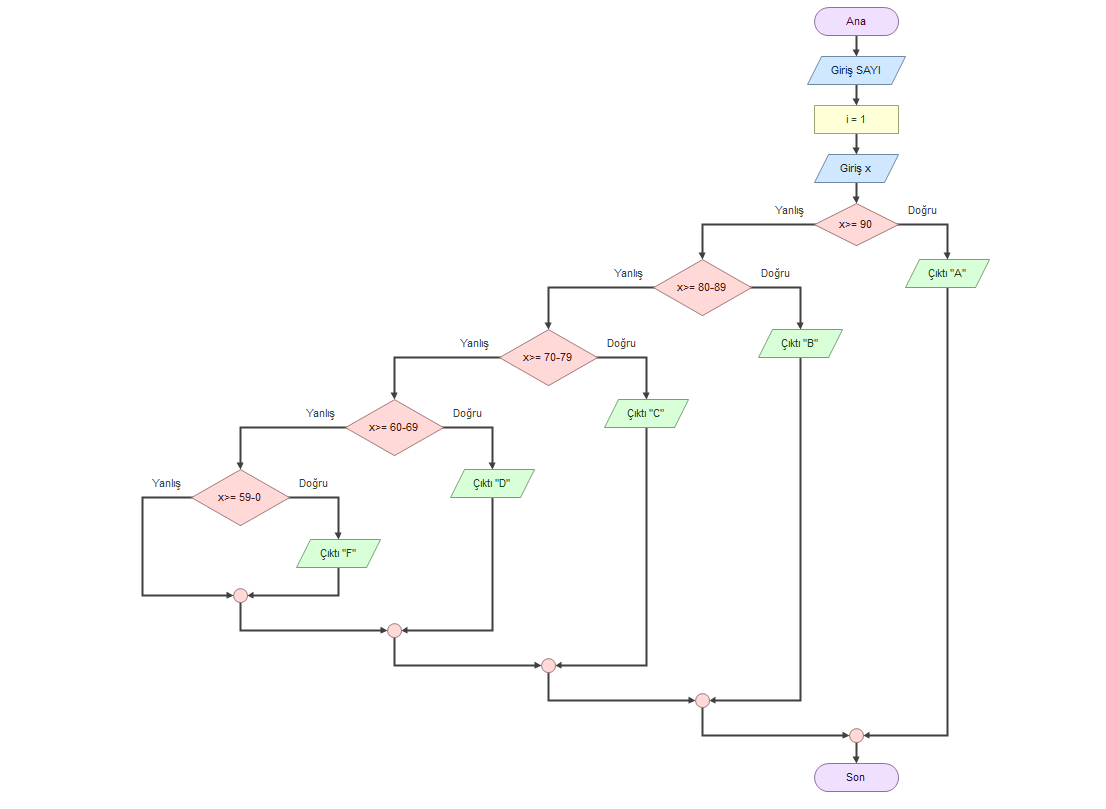 Ana
Giriş SAYI
i = 1
Giriş x
Yanlış
Doğru
x>= 90
Yanlış
Doğru
Çıktı "A"
x>= 80-89
Yanlış
Doğru
Çıktı "B"
x>= 70-79
Yanlış
Doğru
Çıktı "C"
x>= 60-69
Yanlış
Doğru
Çıktı "D"
x>= 59-0
Çıktı "F"
Son